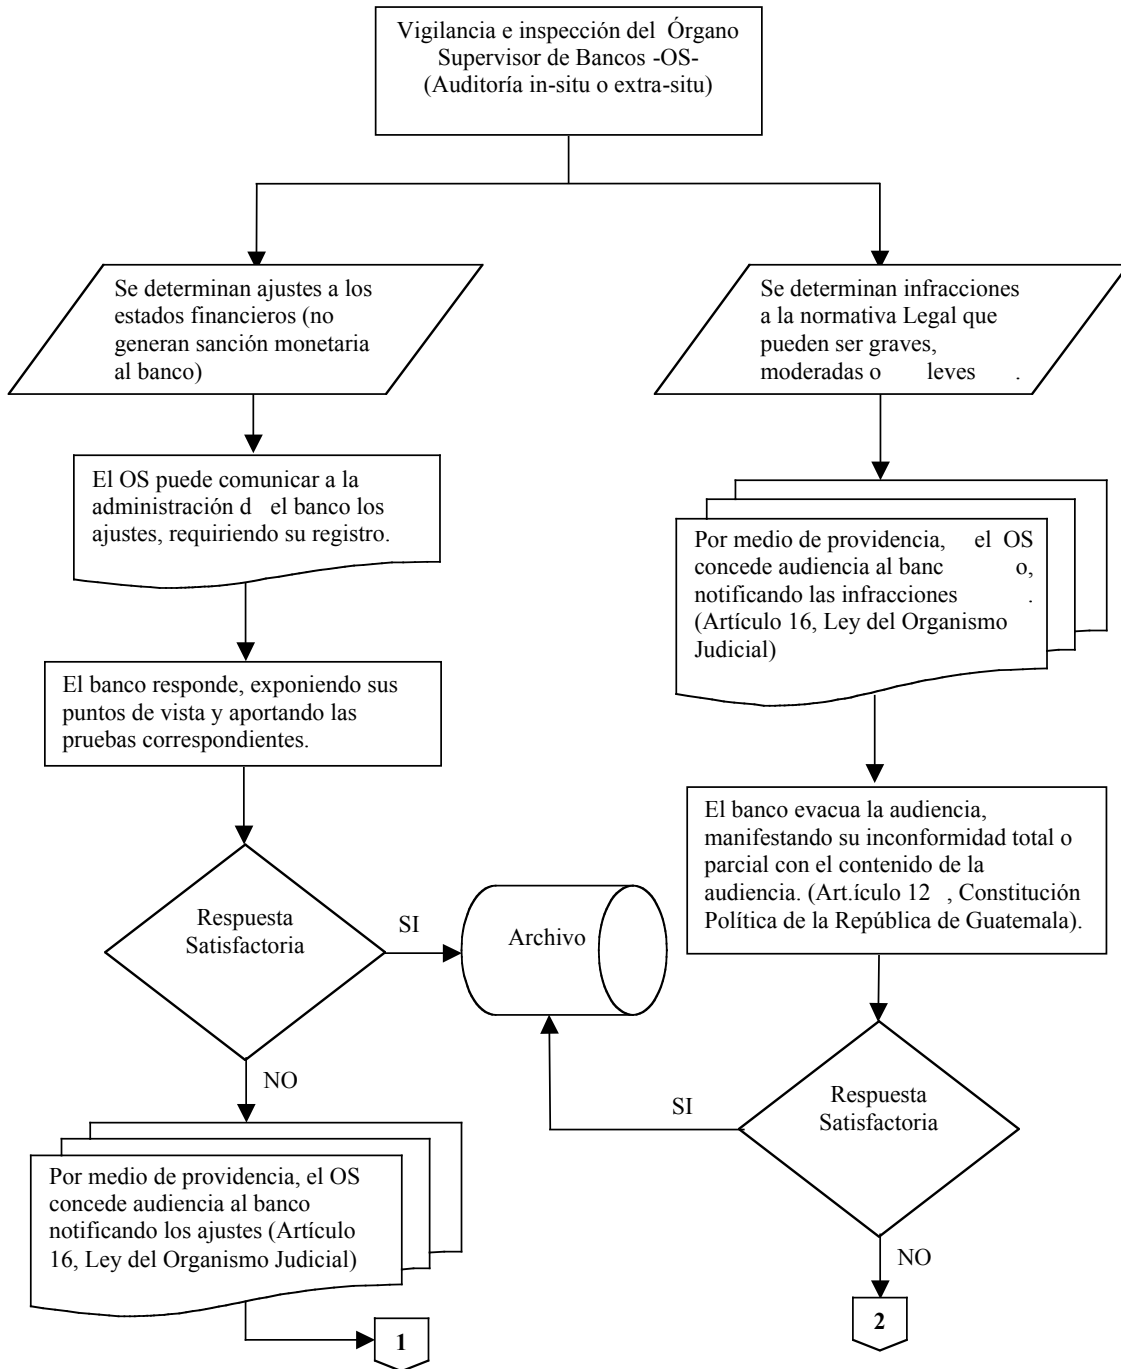 Vigilancia e inspección del Órgano
Supervisor de Bancos -OS-
(Auditoría in-situ o extra-situ)
Se determinan ajustes a los
estados financieros (no
generan sanción monetaria
al banco)
Se determinan infracciones
a la normativa Legal que
pueden ser graves,
moderadas o leves .
El OS puede comunicar a la
administración d el banco los
ajustes, requiriendo su registro.
Por medio de providencia, el OS
concede audiencia al banc o,
notificando las infracciones .
(Artículo 16, Ley del Organismo
Judicial)
El banco responde, exponiendo sus
puntos de vista y aportando las
pruebas correspondientes.
El banco evacua la audiencia,
manifestando su inconformidad total o
parcial con el contenido de la
audiencia. (Art.ículo 12 , Constitución
Política de la República de Guatemala).
Respuesta
Satisfactoria
SI
Archivo
NO
SI
Respuesta
Satisfactoria
Por medio de providencia, el OS
concede audiencia al banco
notificando los ajustes (Artículo
16, Ley del Organismo Judicial)
NO
1
2